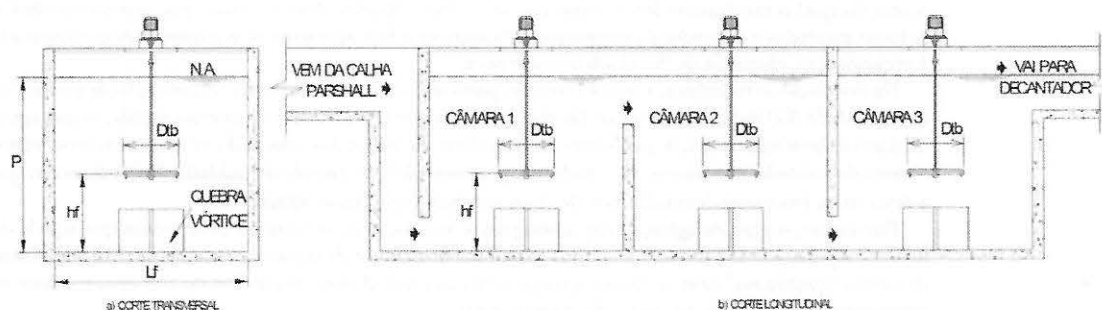 N.A.
P
Dtb
hf
QUEBRA
VÓRTICE
Lf
a) CORTE TRANSVERSAL
VEM DA CALHA
PARSHALL
CÂMARA 1
Dtb
hf
CÂMARA 2
Dtb
CÂMARA 3
Dtb
VAI PARA
DECANTADOR
b) CORTE LONGITUDINAL